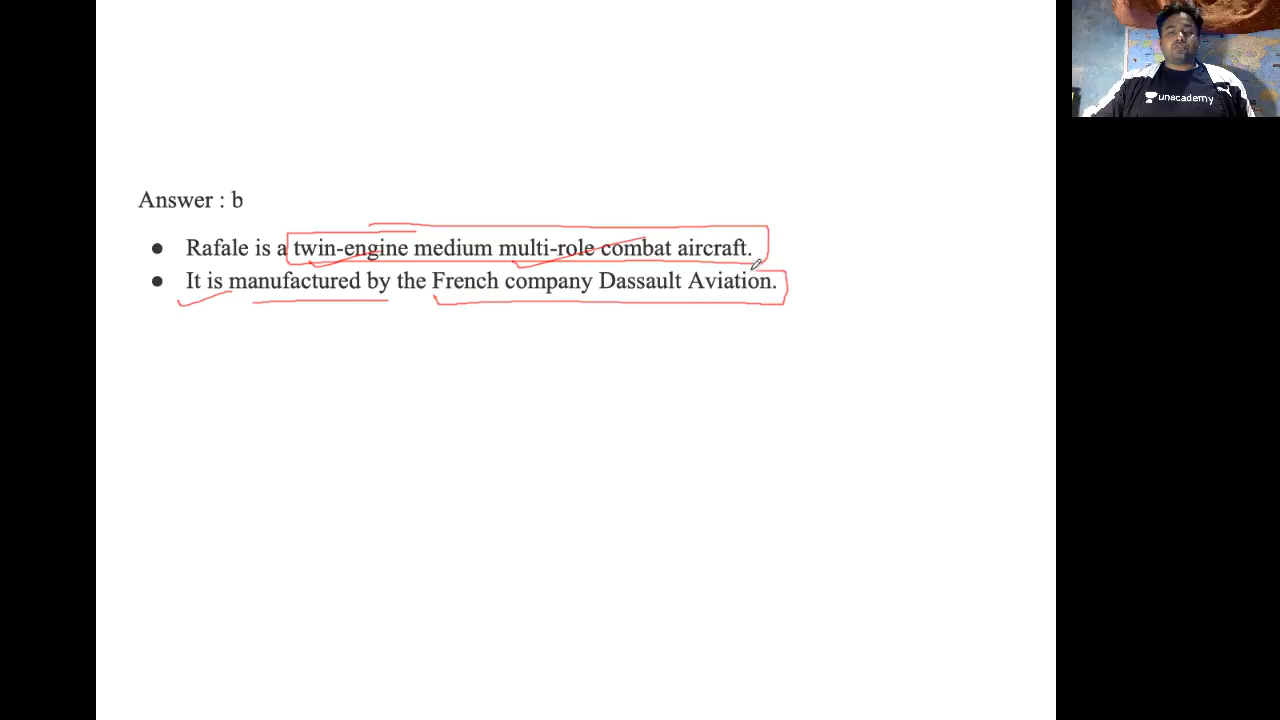 unacademy
Answer : b
● Rafale is a twin-engine medium multi-role combat aircraft.
● It is manufactured by the French company Dassault Aviation.